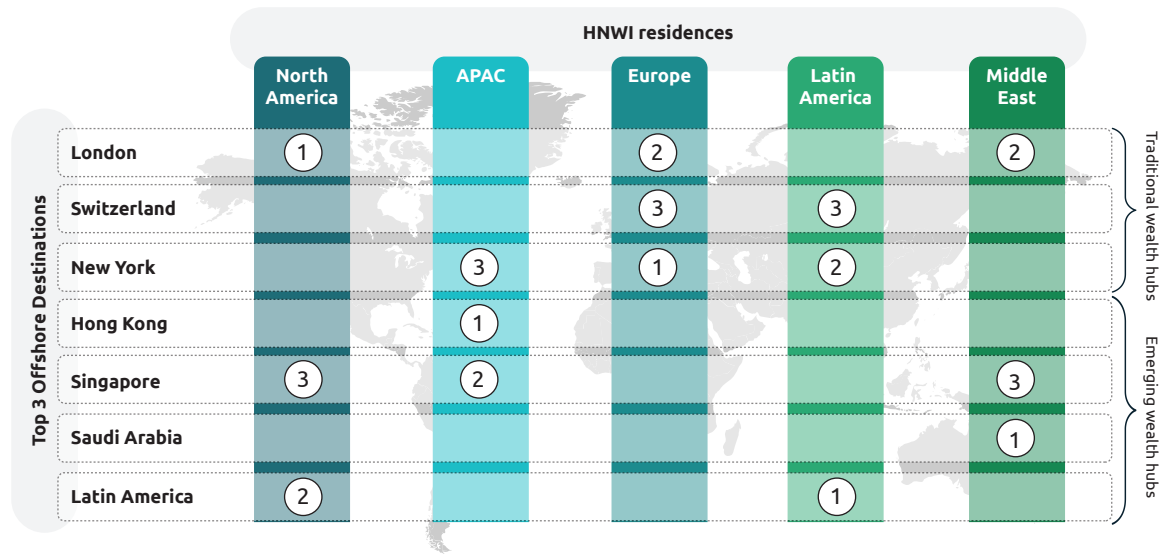 HNWI residences
North
America
APAC
Europe
Latin
America
Middle
East
Top 3 Offshore Destinations
London
1
2
2
Switzerland
3
3
New York
3
1
2
Hong Kong
1
Singapore
3
2
3
Saudi Arabia
1
Latin America
2
1
Traditional wealth hubs
Emerging wealth hubs